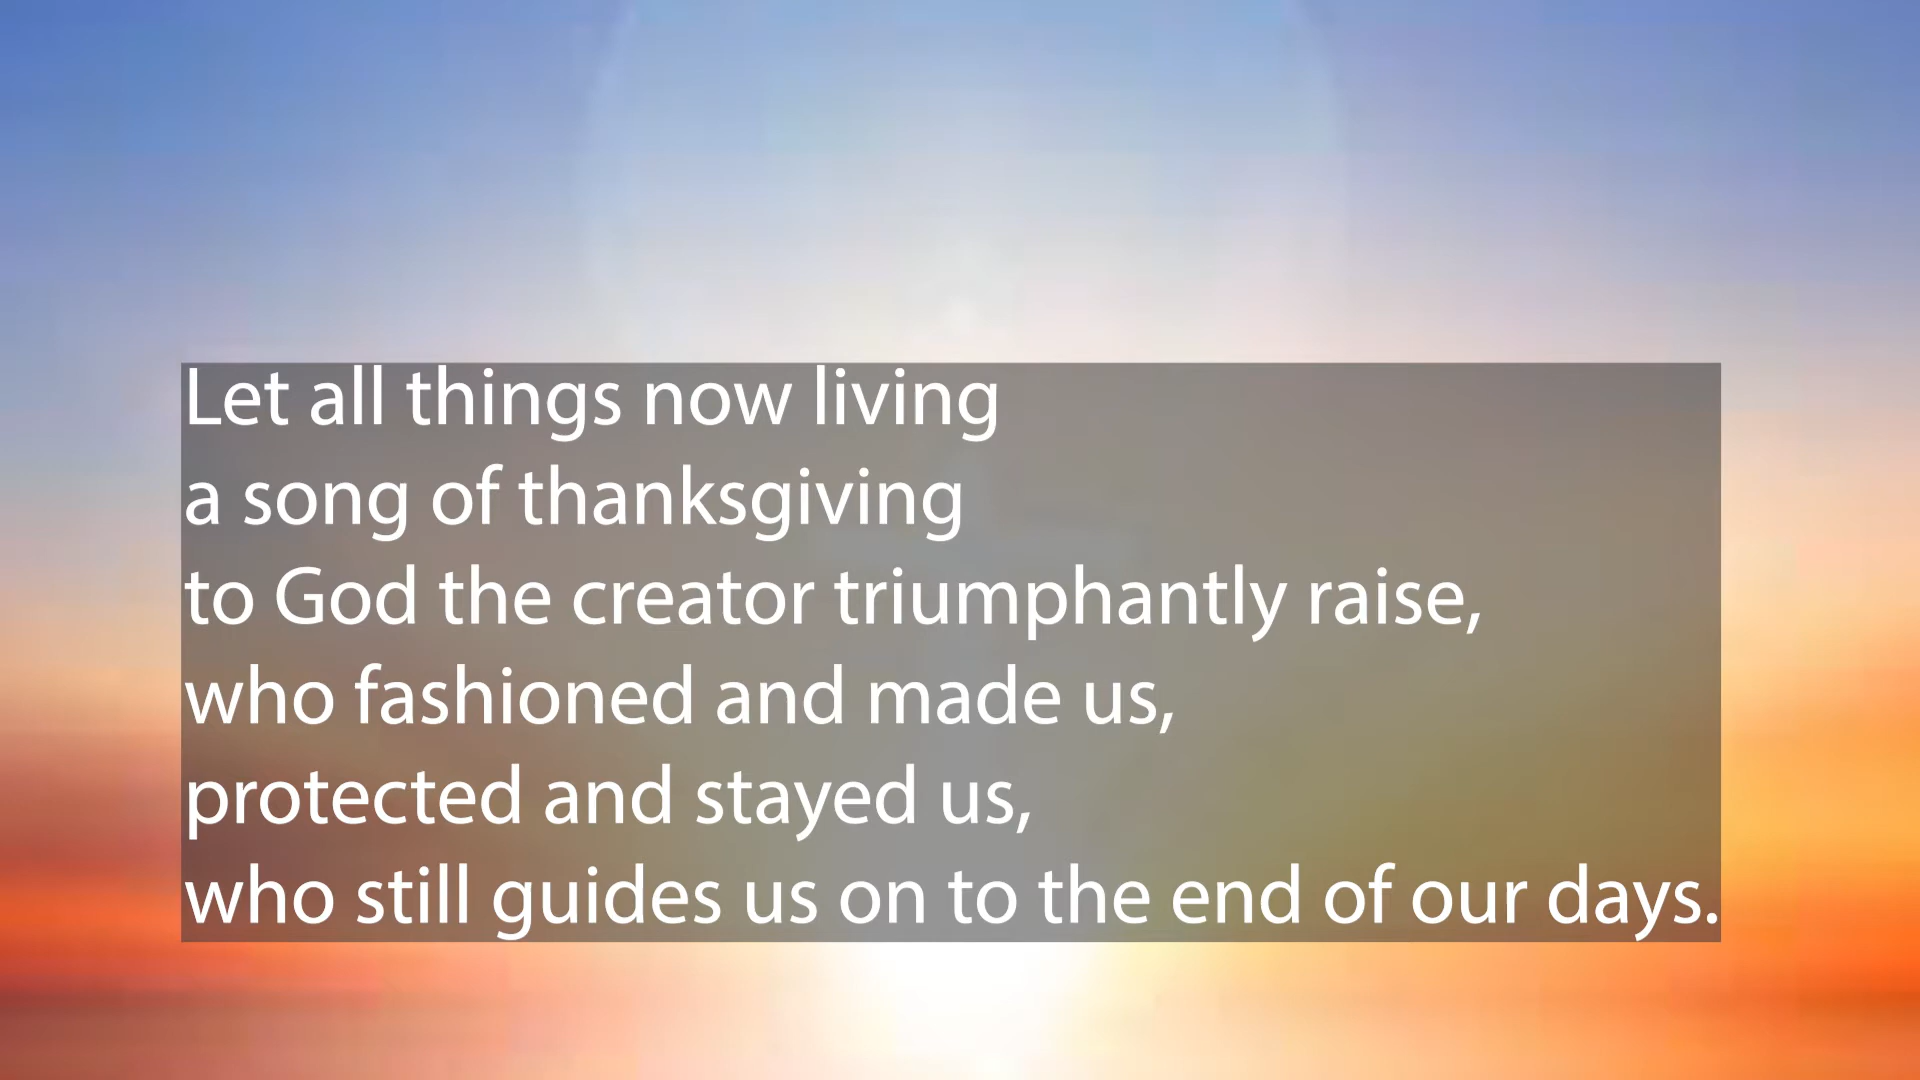 Let all things now living
a song of thanksgiving
to God the creator triumphantly raise,
who fashioned and made us,
protected and stayed us,
who still guides us on to the end of our days.